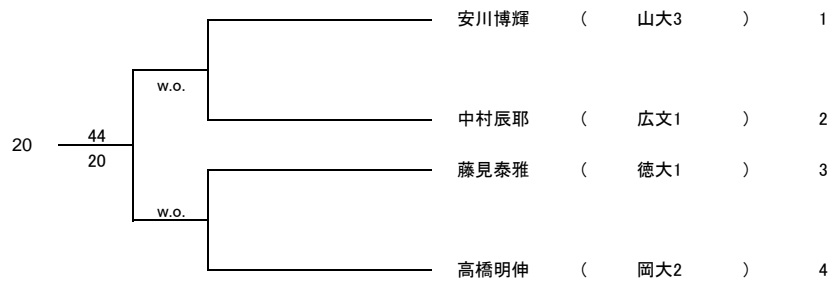 安川博輝 ( 山大3 ) 1
w.o.
中村辰耶 ( 広文1 ) 2
20 44
20
藤見泰雅 ( 徳大1 ) 3
w.o.
高橋明伸 ( 岡大2 ) 4